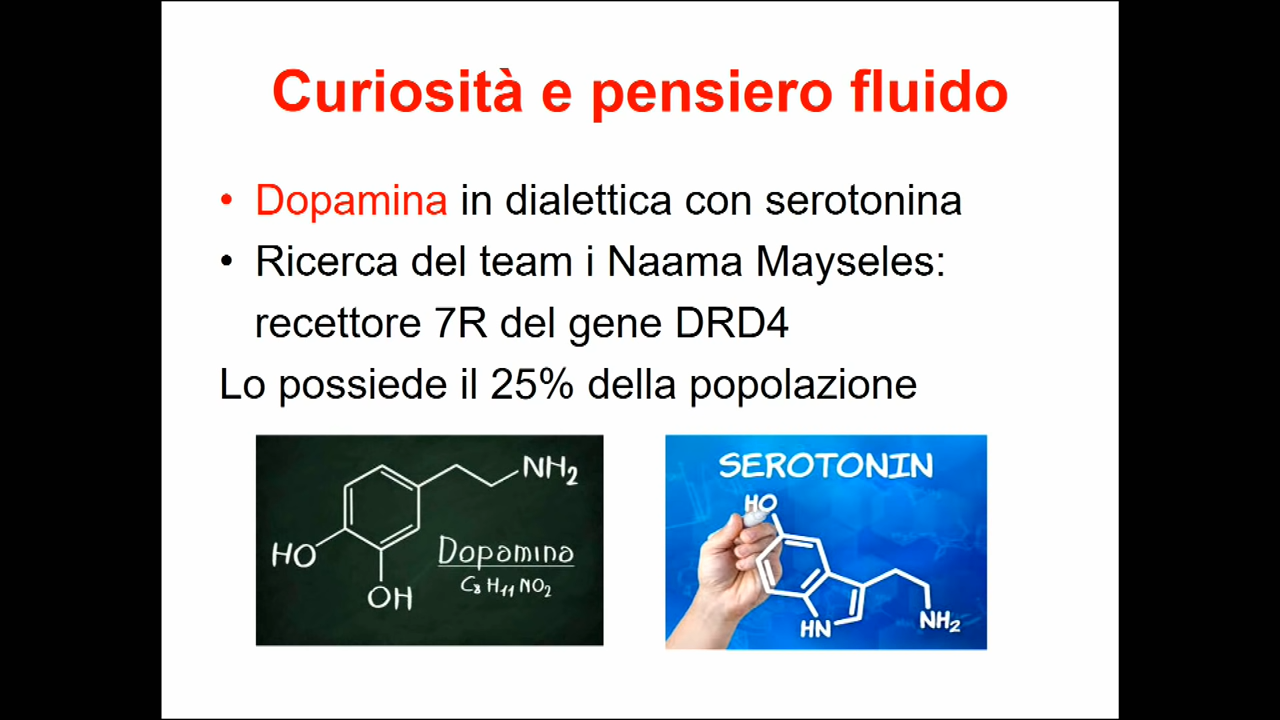 Curiosità e pensiero fluido
• Dopamina in dialettica con serotonina
• Ricerca del team i Naama Mayseles:
recettore 7R del gene DRD4
Lo possiede il 25% della popolazione
NH2
HO
OH
Dopamina
C8 H11 NO2
SEROTONIN
HO
HN
NH2